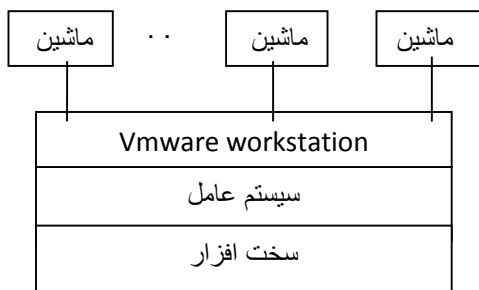 ماشین . . ماشین ماشین
Vmware workstation
سیستم عامل
سخت افزار